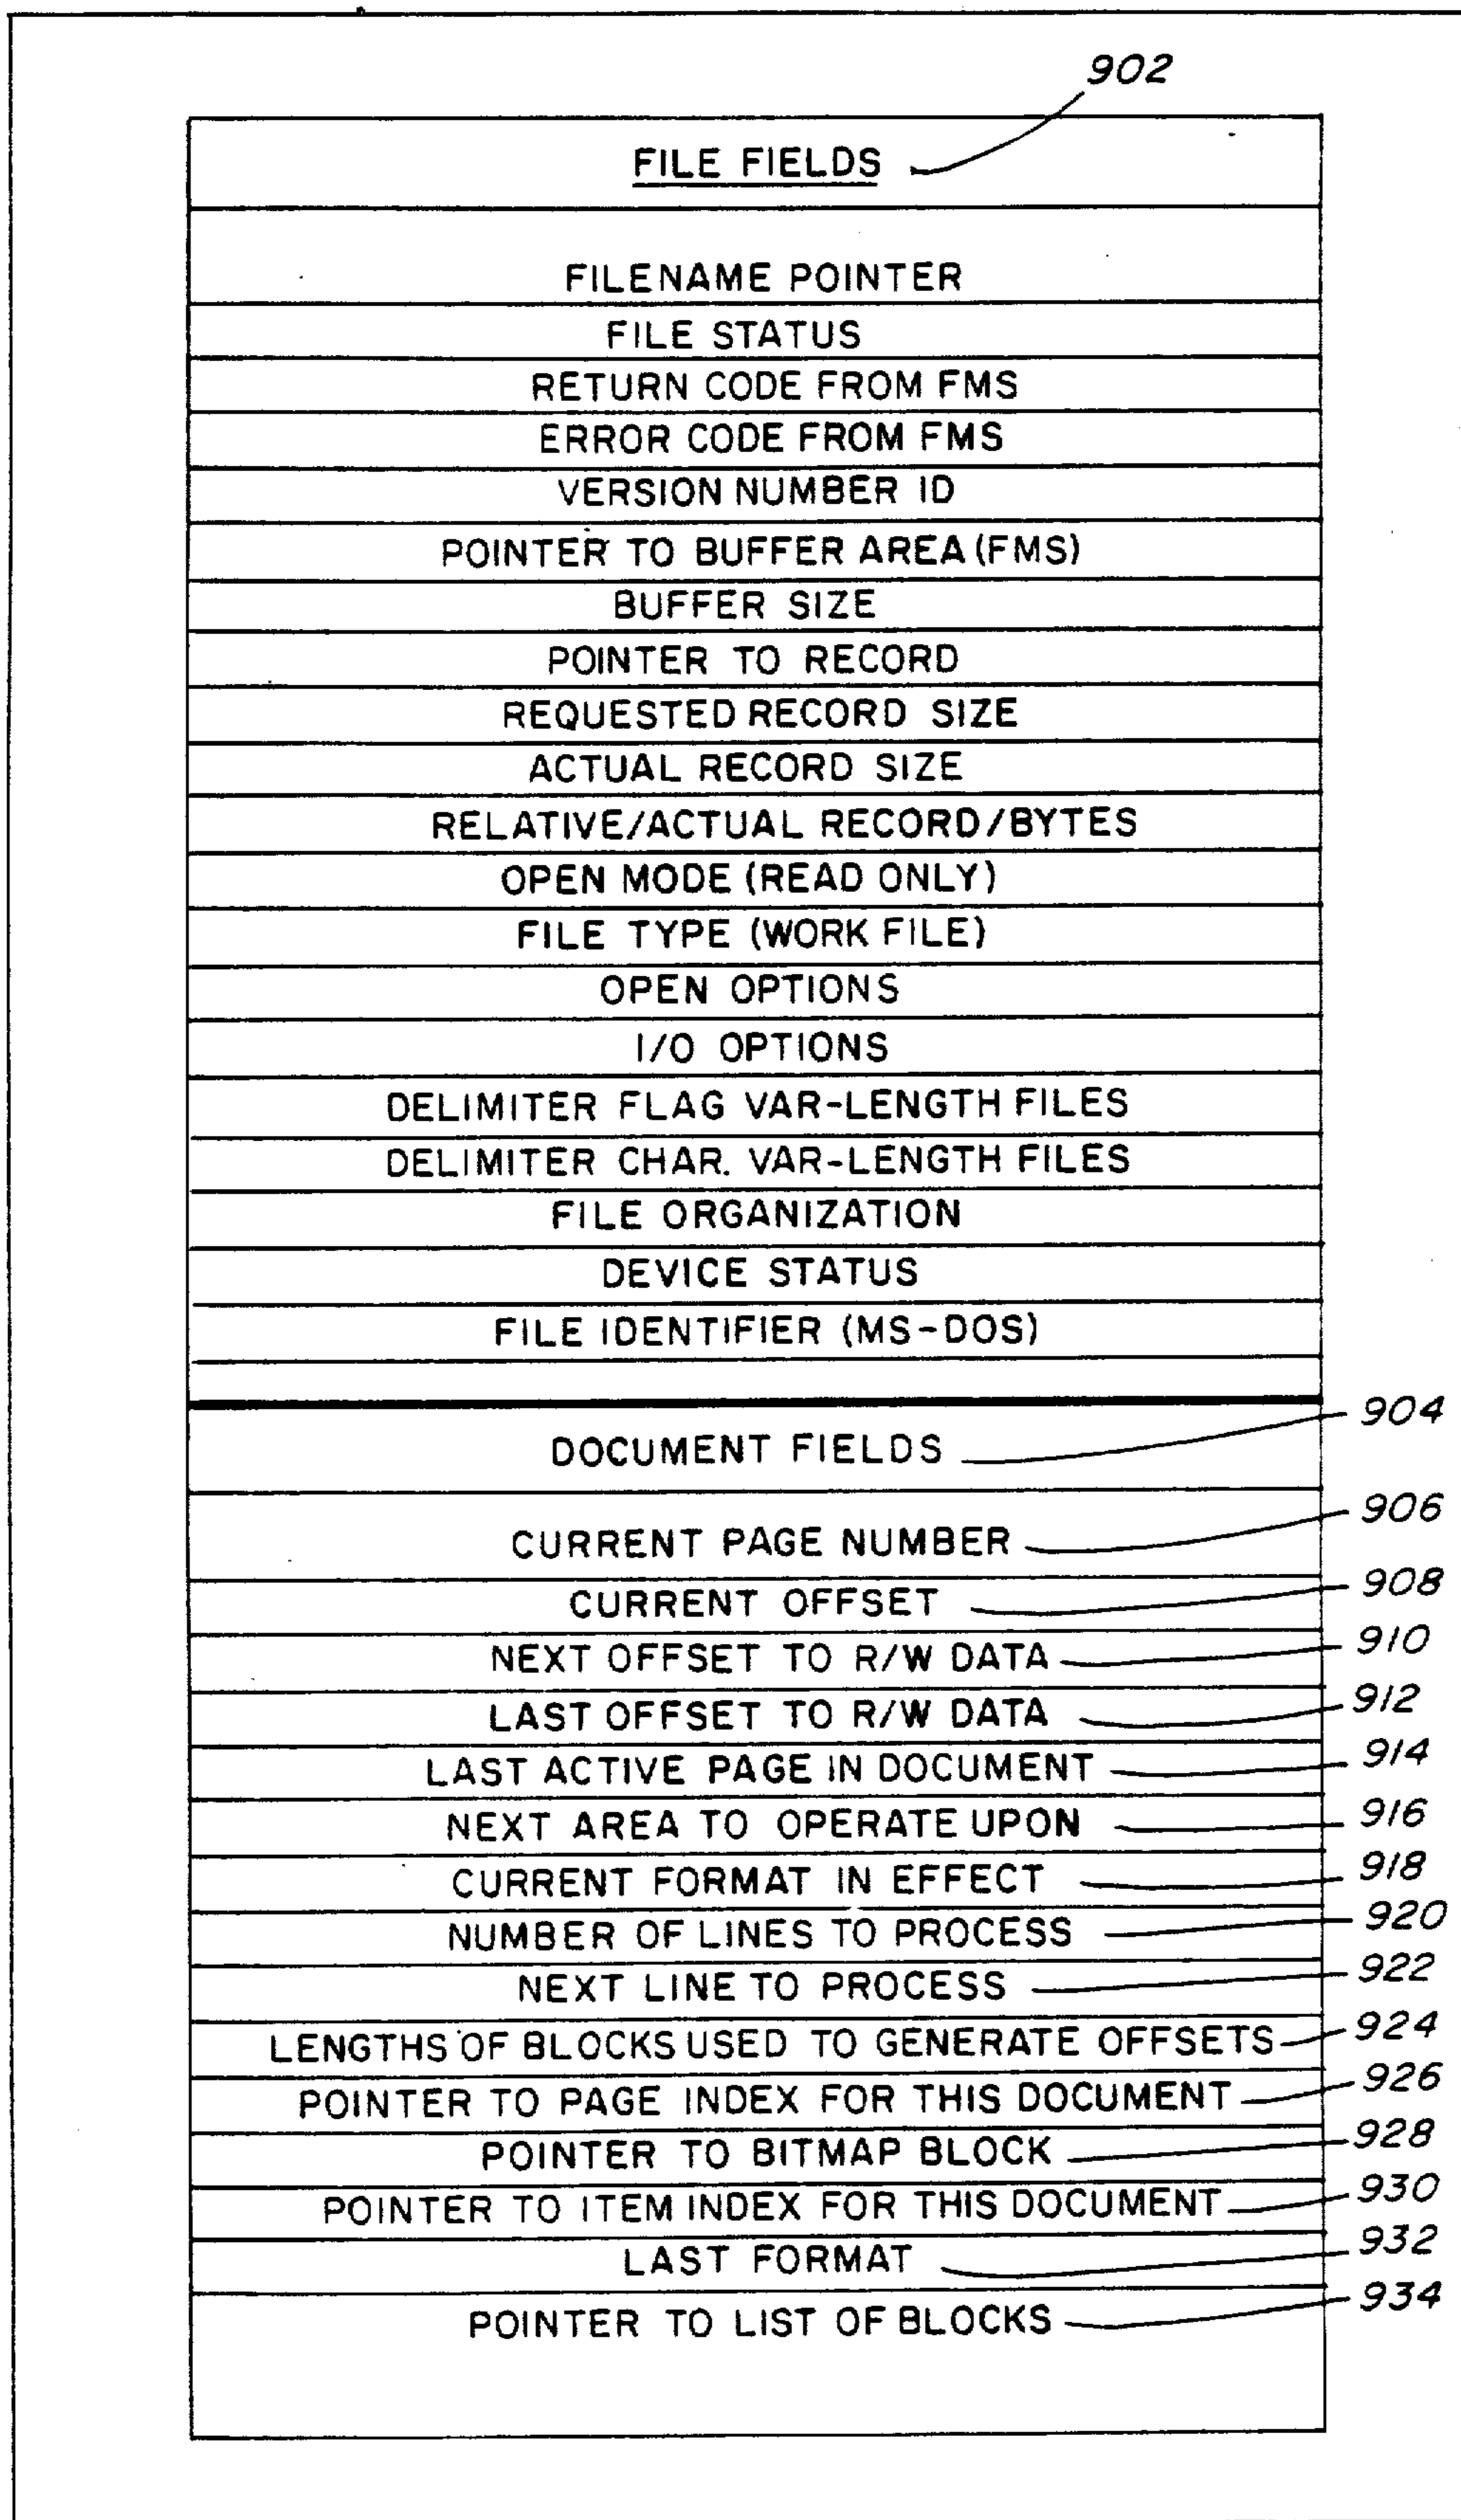 902
FILE FIELDS
FILENAME POINTER
FILE STATUS
RETURN CODE FROM FMS
ERROR CODE FROM FMS
VERSION NUMBER ID
POINTER TO BUFFER AREA (FMS)
BUFFER SIZE
POINTER TO RECORD
REQUESTED RECORD SIZE
ACTUAL RECORD SIZE
RELATIVE/ACTUAL RECORD/BYTES
OPEN MODE (READ ONLY)
FILE TYPE (WORK FILE)
OPEN OPTIONS
I/O OPTIONS
DELIMITER FLAG VAR-LENGTH FILES
DELIMITER CHAR. VAR-LENGTH FILES
FILE ORGANIZATION
DEVICE STATUS
FILE IDENTIFIER (MS-DOS)
DOCUMENT FIELDS 904
CURRENT PAGE NUMBER 906
CURRENT OFFSET 908
NEXT OFFSET TO R/W DATA 910
LAST OFFSET TO R/W DATA 912
LAST ACTIVE PAGE IN DOCUMENT 914
NEXT AREA TO OPERATE UPON 916
CURRENT FORMAT IN EFFECT 918
NUMBER OF LINES TO PROCESS 920
NEXT LINE TO PROCESS 922
LENGTHS OF BLOCKS USED TO GENERATE OFFSETS 924
POINTER TO PAGE INDEX FOR THIS DOCUMENT 926
POINTER TO BITMAP BLOCK 928
POINTER TO ITEM INDEX FOR THIS DOCUMENT 930
LAST FORMAT 932
POINTER TO LIST OF BLOCKS 934